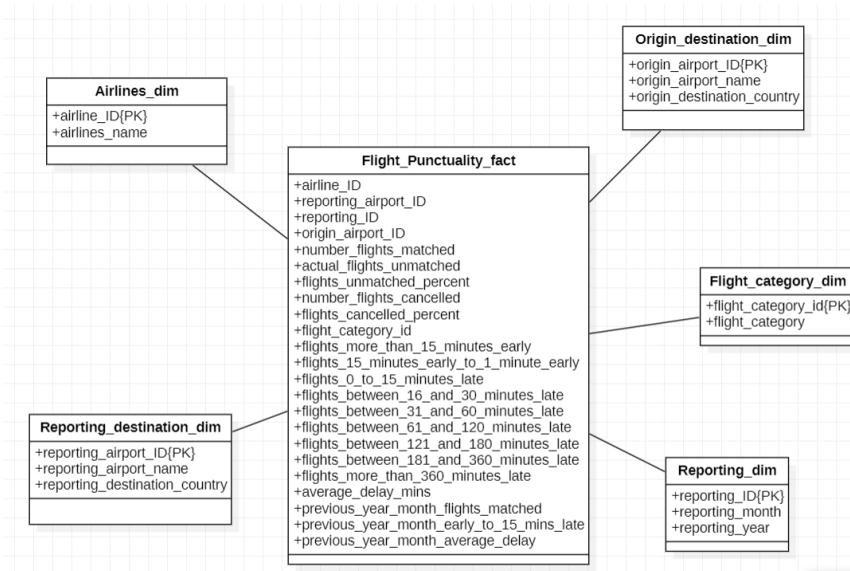 Origin_destination_dim
+origin_airport_ID{PK}
+origin_airport_name
+origin_destination_country
Airlines_dim
+airline_ID{PK}
+airlines_name
Flight_Punctuality_fact
+airline_ID
+reporting_airport_ID
+reporting_ID
+origin_airport_ID
+number_flights_matched
+actual_flights_unmatched
+flights_unmatched_percent
+number_flights_cancelled
+flights_cancelled_percent
+flight_category_id
+flights_more_than_15_minutes_early
+flights_15_minutes_early_to_1_minute_early
+flights_0_to_15_minutes_late
+flights_between_16_and_30_minutes_late
+flights_between_31_and_60_minutes_late
+flights_between_61_and_120_minutes_late
+flights_between_121_and_180_minutes_late
+flights_between_181_and_360_minutes_late
+flights_more_than_360_minutes_late
+average_delay_mins
+previous_year_month_flights_matched
+previous_year_month_early_to_15_mins_late
+previous_year_month_average_delay
Flight_category_dim
+flight_category_id{PK}
+flight_category
Reporting_destination_dim
+reporting_airport_ID{PK}
+reporting_airport_name
+reporting_destination_country
Reporting_dim
+reporting_ID{PK}
+reporting_month
+reporting_year